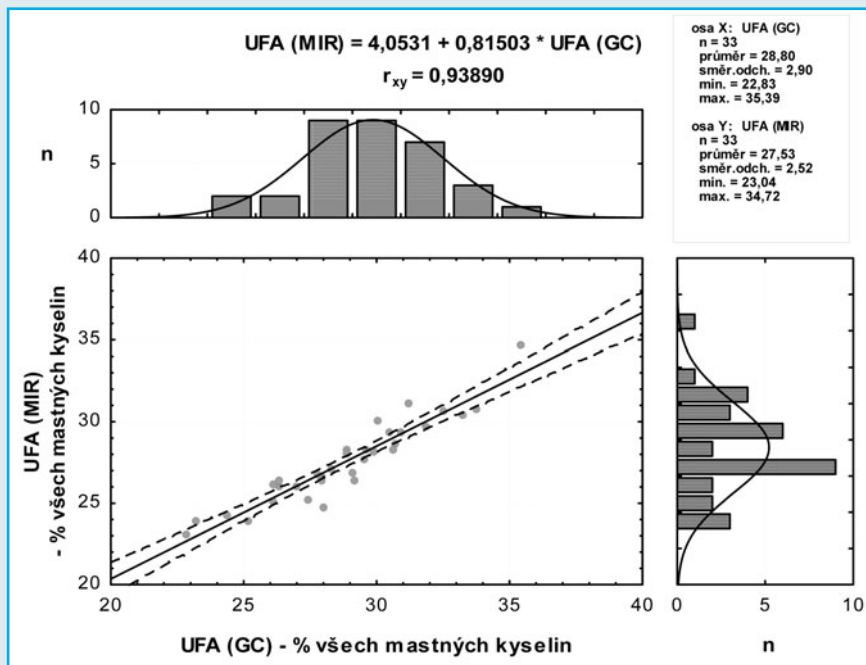 UFA (MIR) = 4,0531 + 0,81503 * UFA (GC)
rxy = 0,93890
osa X: UFA (GC)
n = 33
průměr = 28,80
směr.odch. = 2,90
min. = 22,83
max. = 35,39
osa Y: UFA (MIR)
n = 33
průměr = 27,53
směr.odch. = 2,52
min. = 23,04
max. = 34,72
n
10
5
0
UFA (MIR)
- % všech mastných kyselin
40
35
30
25
20
20 25 30 35 40
UFA (GC) - % všech mastných kyselin
0 5 10
n